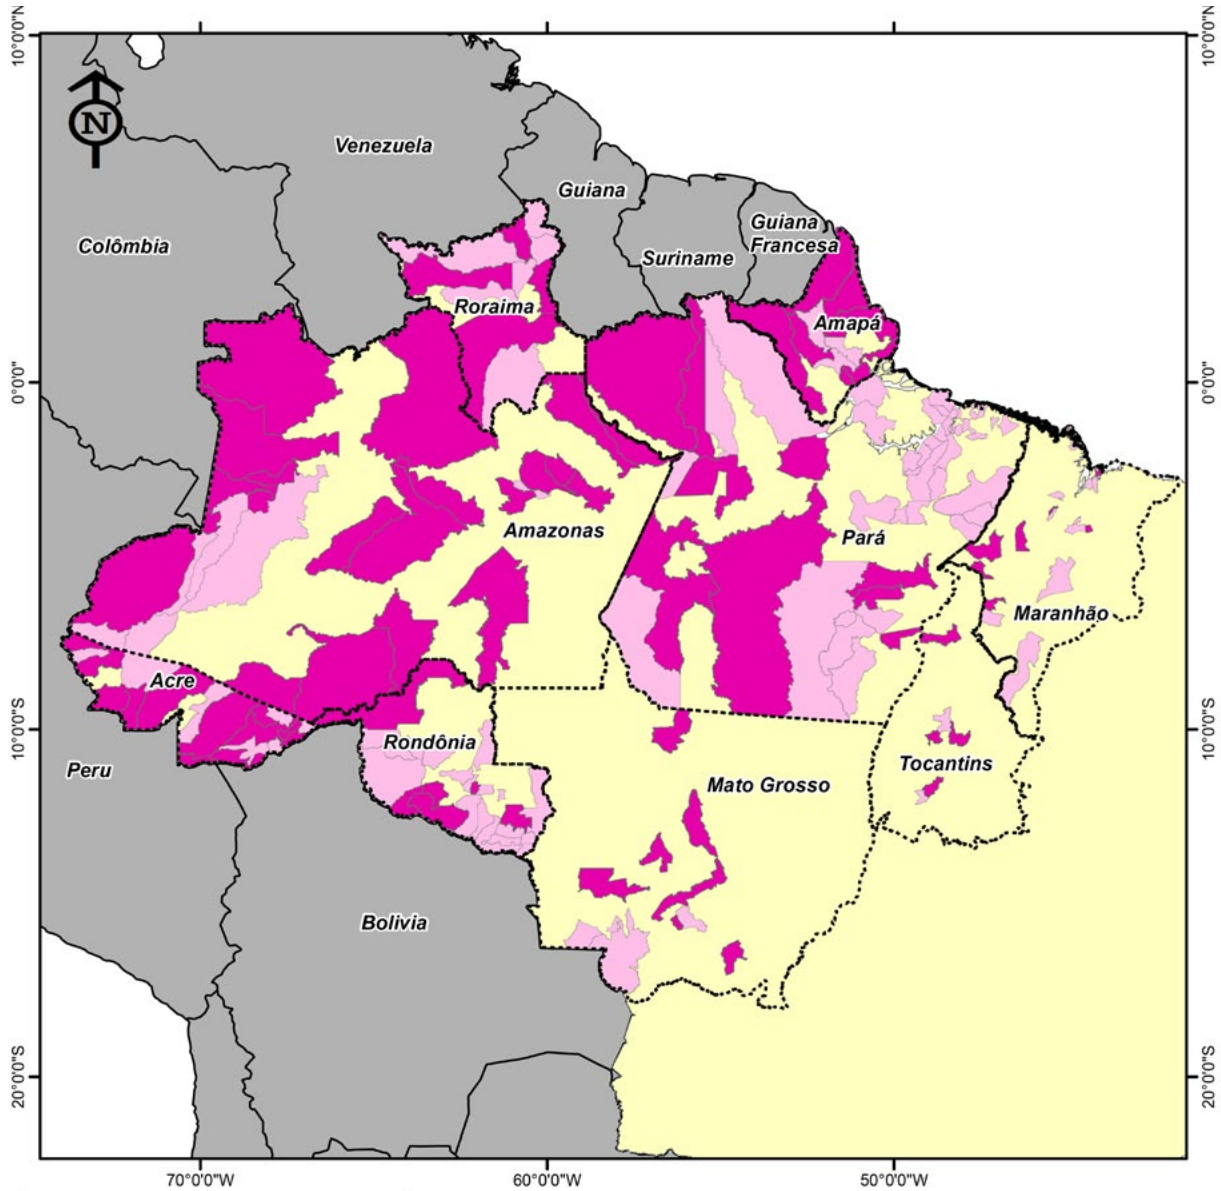 10°0'0"N
10°0'0"N
N
Venezuela
Guiana
Guiana
Francesa
Colômbia
Suriname
Roraima
Amapá
0°0'0"
0°0'0"
Amazonas
Pará
Maranhão
Acre
10°0'0"S
10°0'0"S
Rondônia
Peru
Tocantins
Mato Grosso
Bolivia
20°0'0"S
20°0'0"S
70°0'0"W
60°0'0"W
50°0'0"W